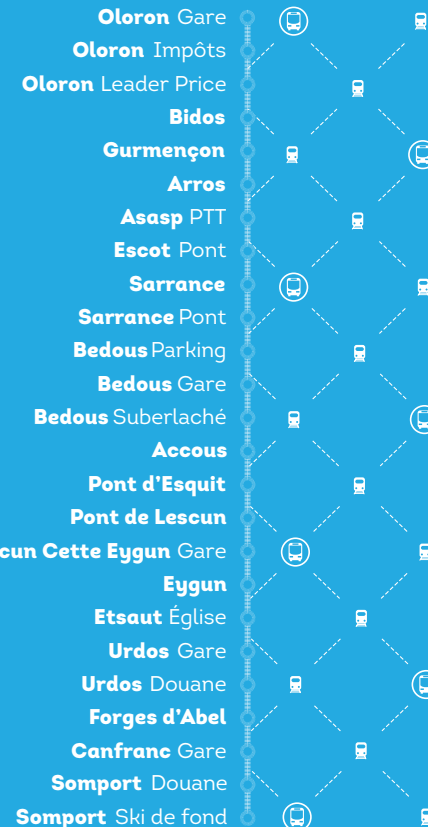 Oloron Gare
Oloron Impôts
Oloron Leader Price
Bidos
Gurmençon
Arros
Asasp PTT
Escot Pont
Sarrance
Sarrance Pont
Bedous Parking
Bedous Gare
Bedous Suberlaché
Accous
Pont d'Esquit
Pont de Lescun
cun Cette Eygun Gare
Eygun
Etsaut Église
Urdos Gare
Urdos Douane
Forges d'Abel
Canfranc Gare
Somport Douane
Somport Ski de fond